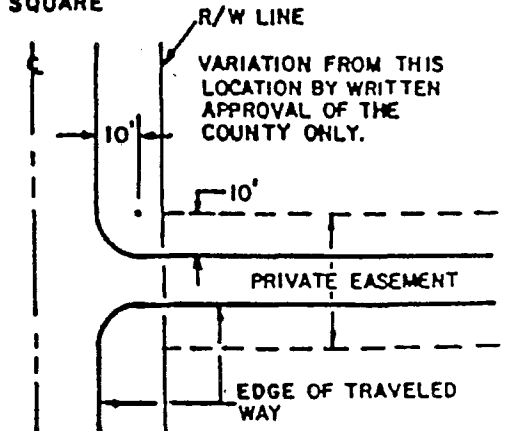 SQUARE
R/W LINE
℄
VARIATION FROM THIS
LOCATION BY WRITTEN
APPROVAL OF THE
COUNTY ONLY.
10'
10'
PRIVATE EASEMENT
EDGE OF TRAVELED
WAY